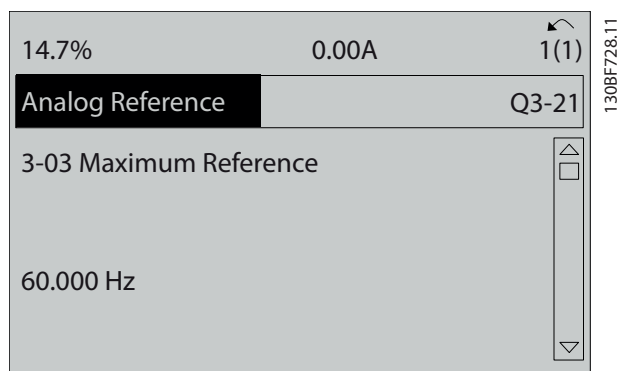 14.7% 0.00A 1(1)
Analog Reference Q3-21
3-03 Maximum Reference
60.000 Hz
130BF728.11